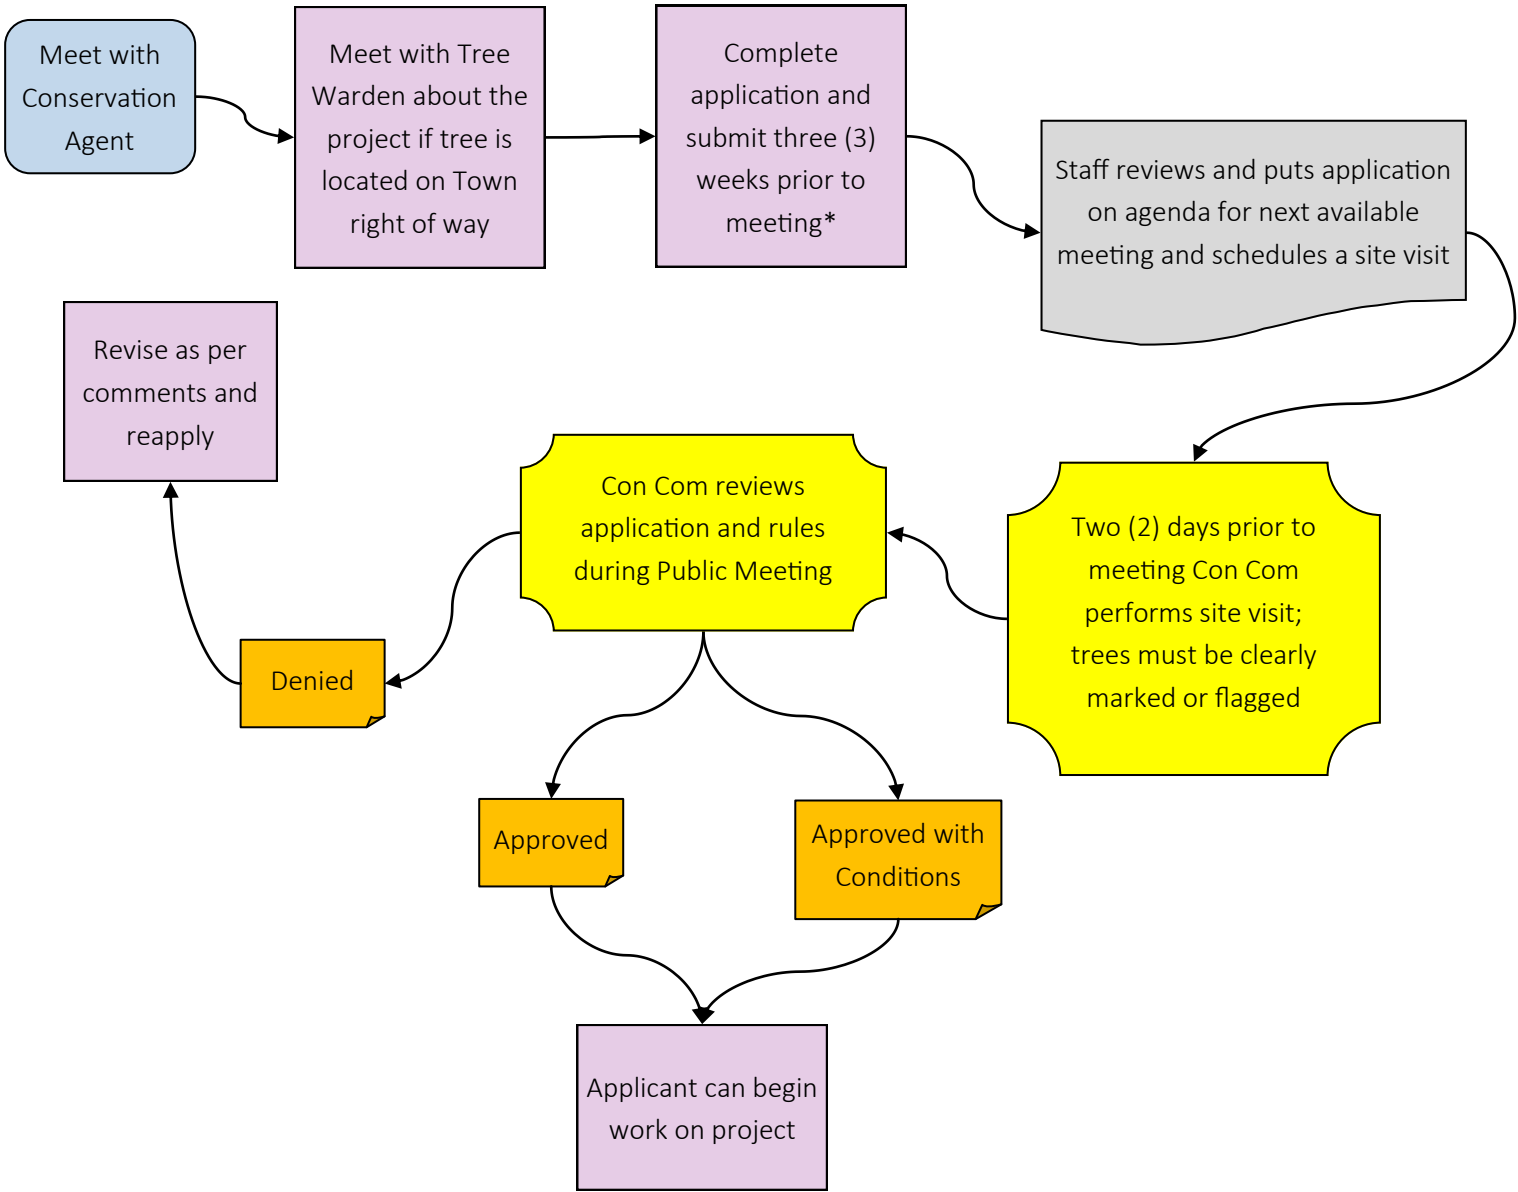 Meet with
Conservation
Agent
Meet with Tree
Warden about the
project if tree is
located on Town
right of way
Complete
application and
submit three (3)
weeks prior to
meeting*
Staff reviews and puts application
on agenda for next available
meeting and schedules a site visit
Two (2) days prior to
meeting Con Com
performs site visit;
trees must be clearly
marked or flagged
Con Com reviews
application and rules
during Public Meeting
Denied
Revise as per
comments and
reapply
Approved
Approved with
Conditions
Applicant can begin
work on project